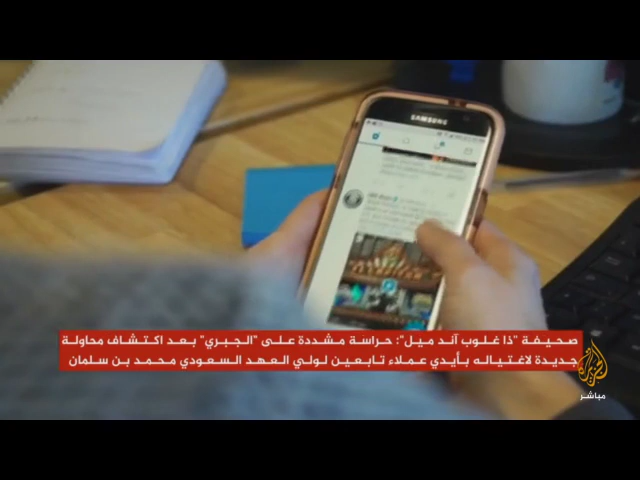 SAMSUNG
صحيفة "ذا غلوب آند ميل": حراسة مشددة على "الجبري" بعد اكتشاف محاولة
جديدة لاغتياله بأيدي عملاء تابعين لولي العهد السعودي محمد بن سلمان
الجزيرة
مباشر